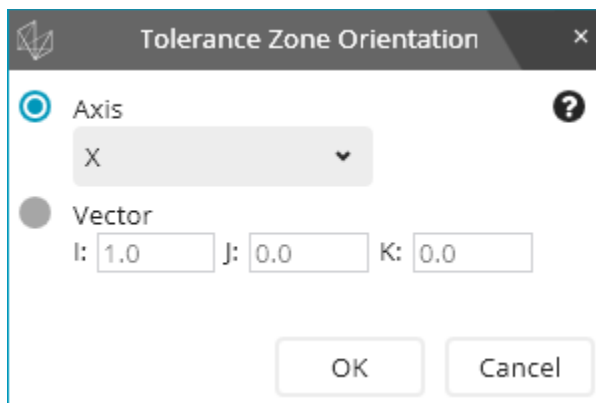 Tolerance Zone Orientation ×
Axis ?
X
Vector
I: 1.0 J: 0.0 K: 0.0
OK Cancel